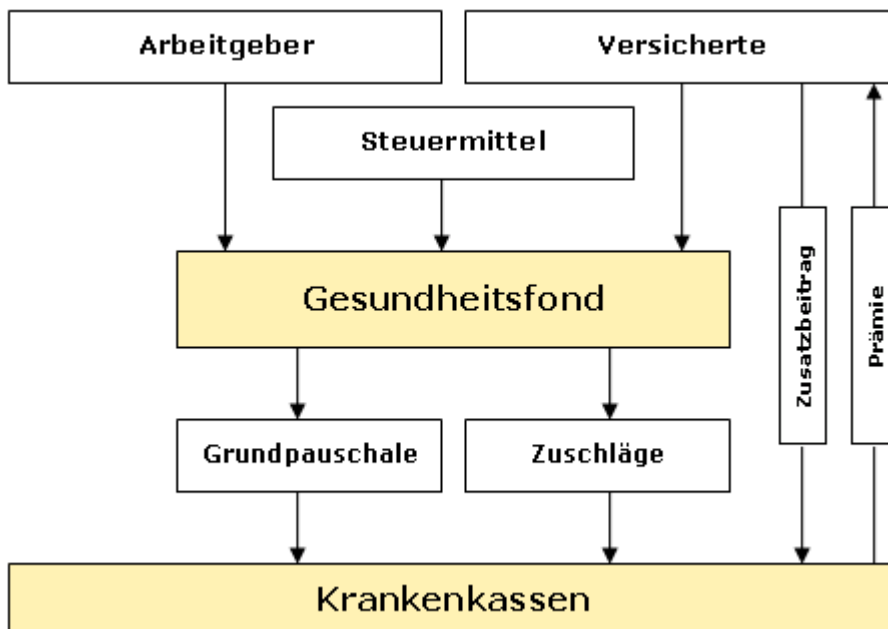 Arbeitgeber
Versicherte
Steuermittel
Gesundheitsfond
Zusatzbeitrag
Prämie
Grundpauschale
Zuschläge
Krankenkassen